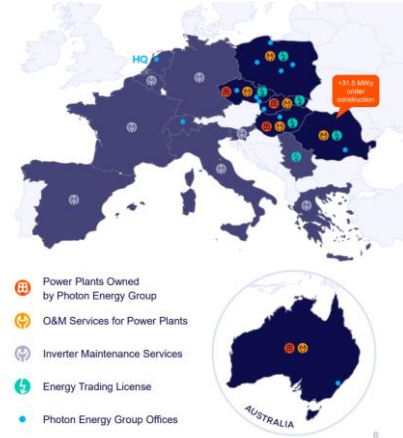 HQ
+31.5 MWp
under
construction
Power Plants Owned
by Photon Energy Group
O&M Services for Power Plants
Inverter Maintenance Services
Energy Trading License
Photon Energy Group Offices
AUSTRALIA
6